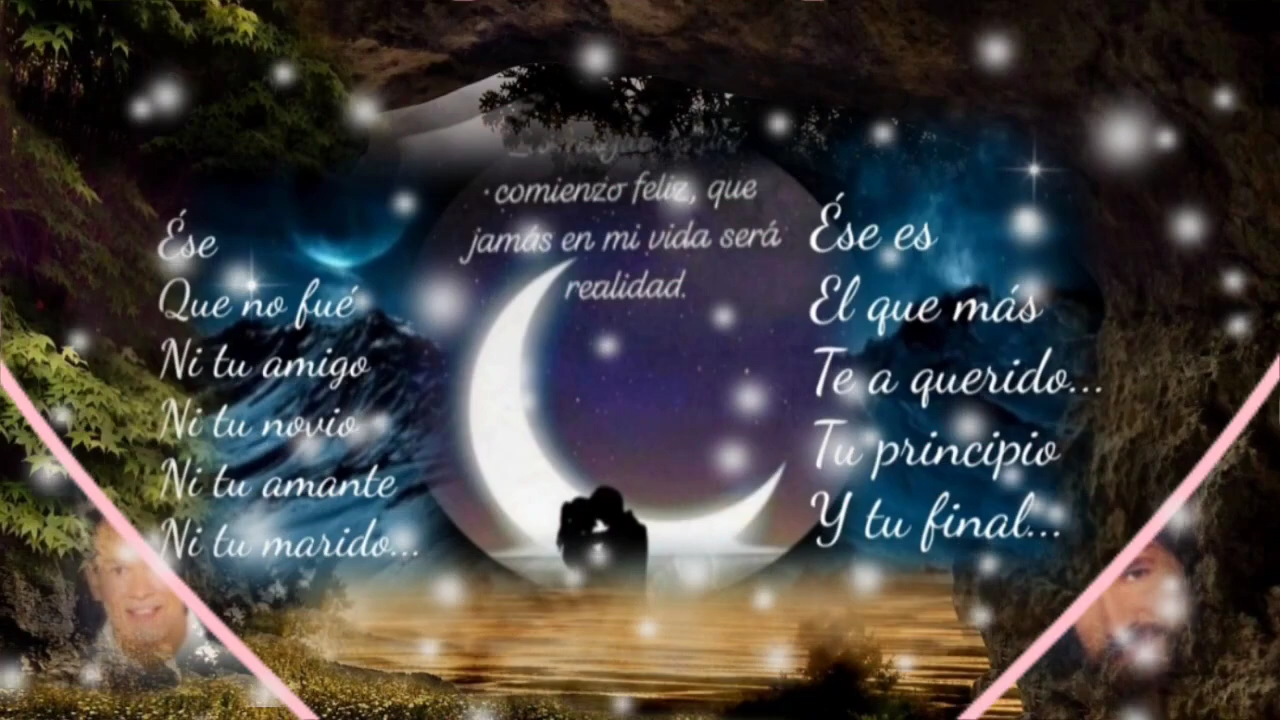 comienzo feliz, que
jamás en mi vida será
realidad.
Ése
Que no fué
Ni tu amigo
Ni tu novio
Ni tu amante
Ni tu marido...
Ése es
El que más
Te a querido...
Tu principio
Y tu final...